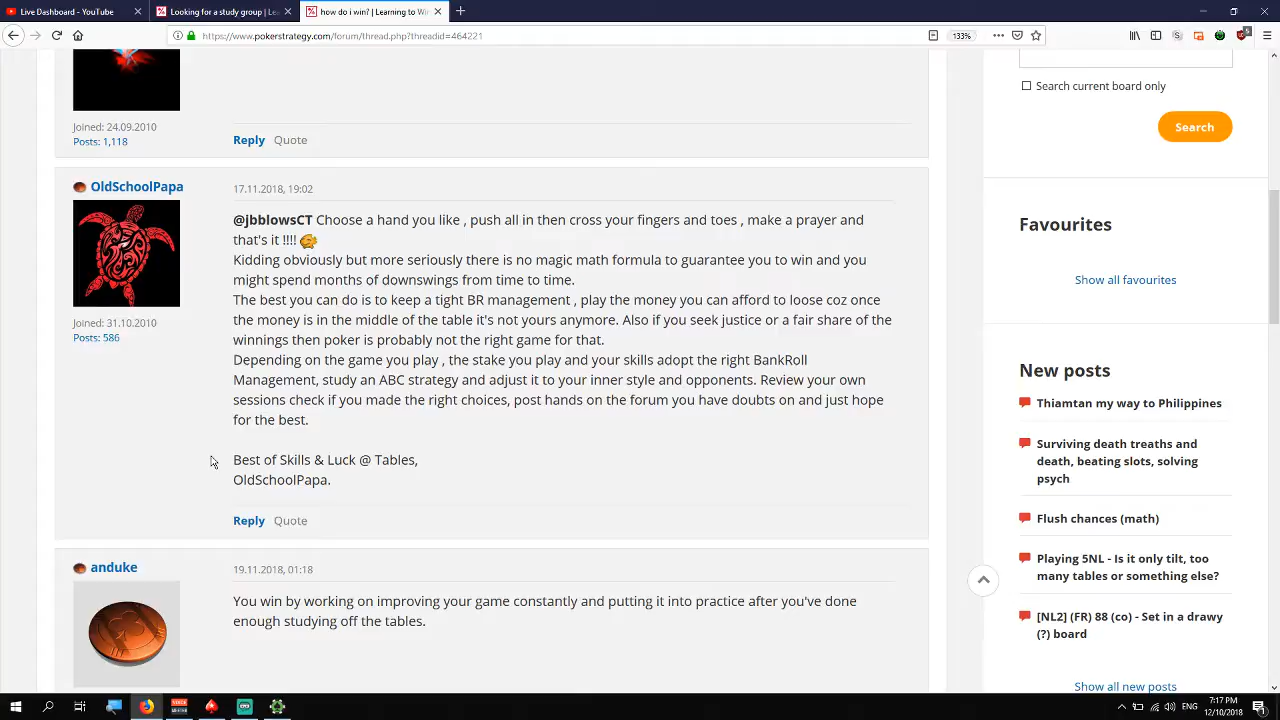 Live Dashboard - YouTube
Looking for a study group | Lea
how do i win? | Learning to Wi
https://www.pokerstrategy.com/forum/thread.php?threadid=464221
133%
Search current board only
Search
Joined: 24.09.2010
Posts: 1,118
Reply Quote
OldSchoolPapa
Joined: 31.10.2010
Posts: 586
17.11.2018, 19:02
@jbblowsCT Choose a hand you like , push all in then cross your fingers and toes , make a prayer and
that's it !!!!
Kidding obviously but more seriously there is no magic math formula to guarantee you to win and you
might spend months of downswings from time to time.
The best you can do is to keep a tight BR management , play the money you can afford to loose coz once
the money is in the middle of the table it's not yours anymore. Also if you seek justice or a fair share of the
winnings then poker is probably not the right game for that.
Depending on the game you play , the stake you play and your skills adopt the right BankRoll
Management, study an ABC strategy and adjust it to your inner style and opponents. Review your own
sessions check if you made the right choices, post hands on the forum you have doubts on and just hope
for the best.
Best of Skills & Luck @ Tables,
OldSchoolPapa.
Reply Quote
anduke
19.11.2018, 01:18
You win by working on improving your game constantly and putting it into practice after you've done
enough studying off the tables.
Favourites
Show all favourites
New posts
Thiamtan my way to Philippines
Surviving death treaths and
death, beating slots, solving
psych
Flush chances (math)
Playing 5NL - Is it only tilt, too
many tables or something else?
[NL2] (FR) 88 (co) - Set in a drawy
(?) board
Show all new posts
ENG
7:17 PM
12/10/2018